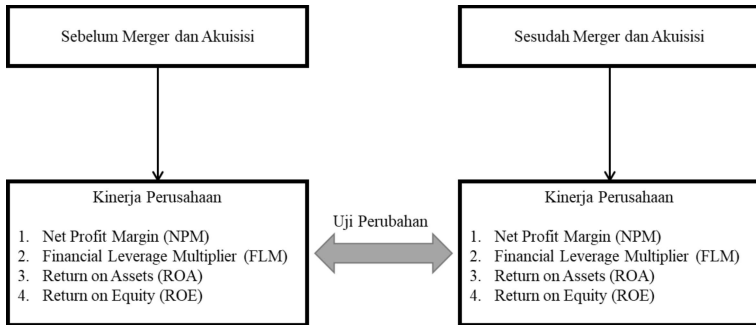 Sebelum Merger dan Akuisisi
Sesudah Merger dan Akuisisi
Kinerja Perusahaan
1. Net Profit Margin (NPM)
2. Financial Leverage Multiplier (FLM)
3. Return on Assets (ROA)
4. Return on Equity (ROE)
Uji Perubahan
Kinerja Perusahaan
1. Net Profit Margin (NPM)
2. Financial Leverage Multiplier (FLM)
3. Return on Assets (ROA)
4. Return on Equity (ROE)